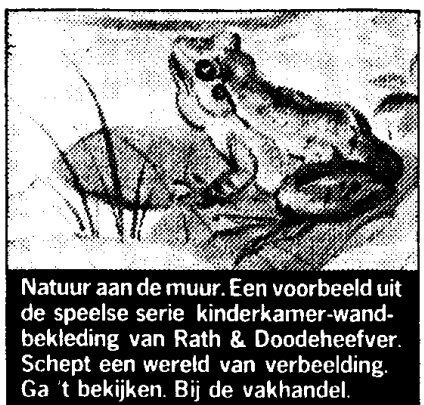 Natuur aan de muur. Een voorbeeld uit
de speelse serie kinderkamer-wand-
bekleding van Rath & Doodeheefver.
Schept een wereld van verbeelding.
Ga 't bekijken. Bij de vakhandel.